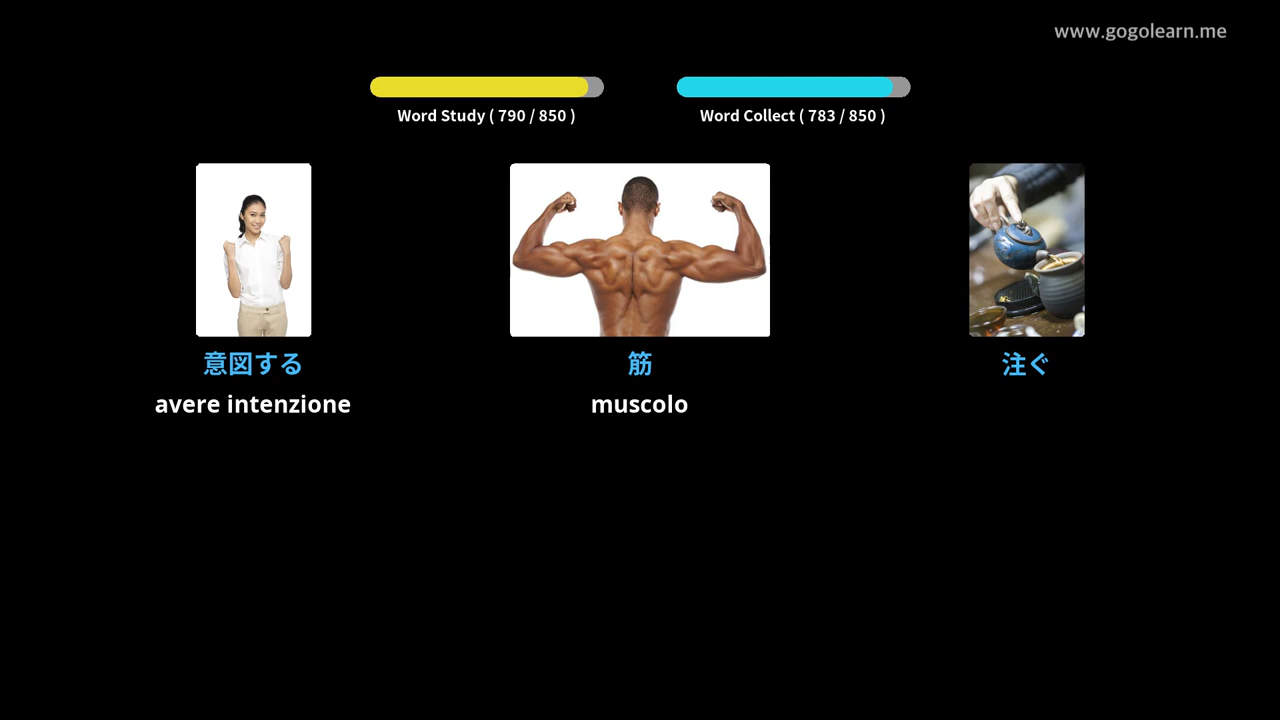 www.gogolearn.me
Word Study ( 790 / 850 )
Word Collect ( 783 / 850 )
意図する
筋
注ぐ
avere intenzione
muscolo